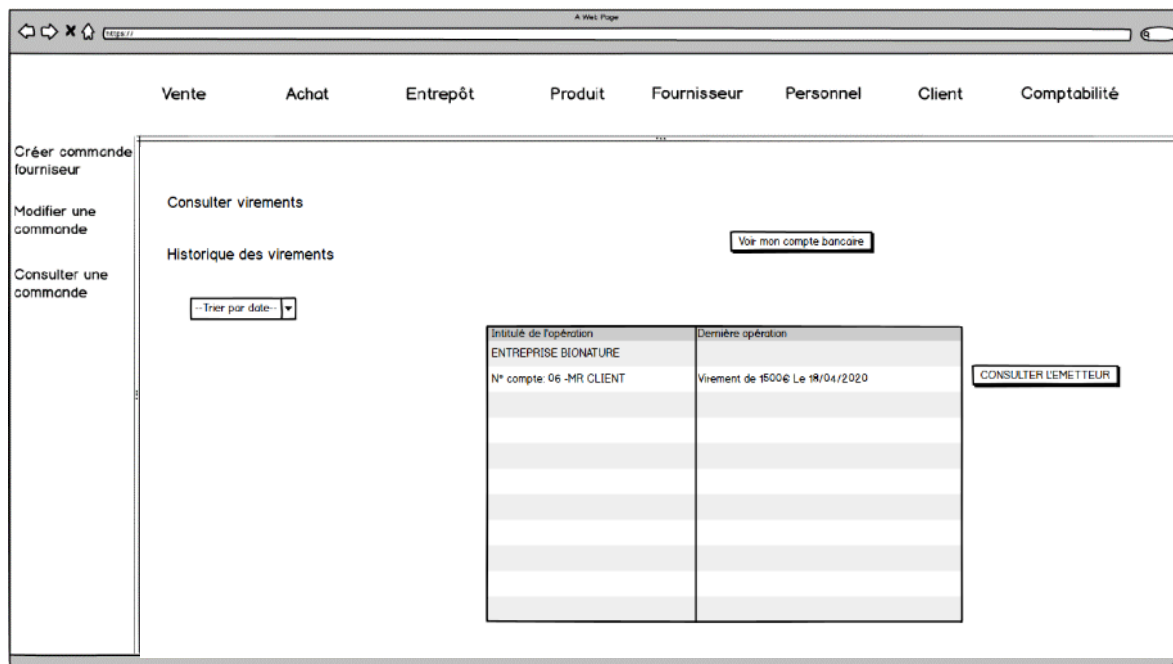 A Web Page
https://
Vente Achat Entrepôt Produit Fournisseur Personnel Client Comptabilité
Créer commande
fourniseur
Modifier une
commande
Consulter une
commande
Consulter virements
Voir mon compte bancaire
Historique des virements
--Trier par date--
Intitulé de l'opération Dernière opération
ENTREPRISE BIONATURE
N° compte: 06 -MR CLIENT Virement de 1500€ Le 18/04/2020
CONSULTER L'EMETTEUR